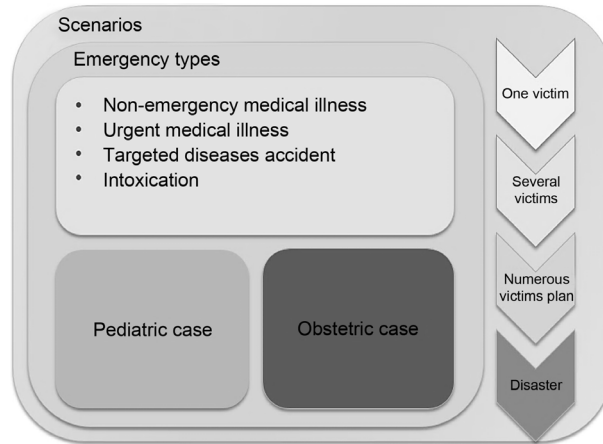 Scenarios
Emergency types
• Non-emergency medical illness
• Urgent medical illness
• Targeted diseases accident
• Intoxication
Pediatric case
Obstetric case
One victim
Several
victims
Numerous
victims plan
Disaster